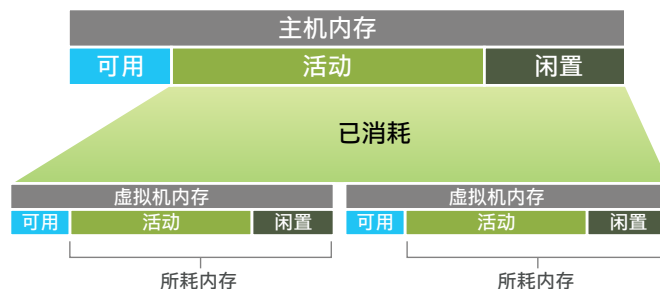 主机内存
可用 活动 闲置
已消耗
虚拟机内存 虚拟机内存
可用 活动 闲置 可用 活动 闲置
所耗内存 所耗内存